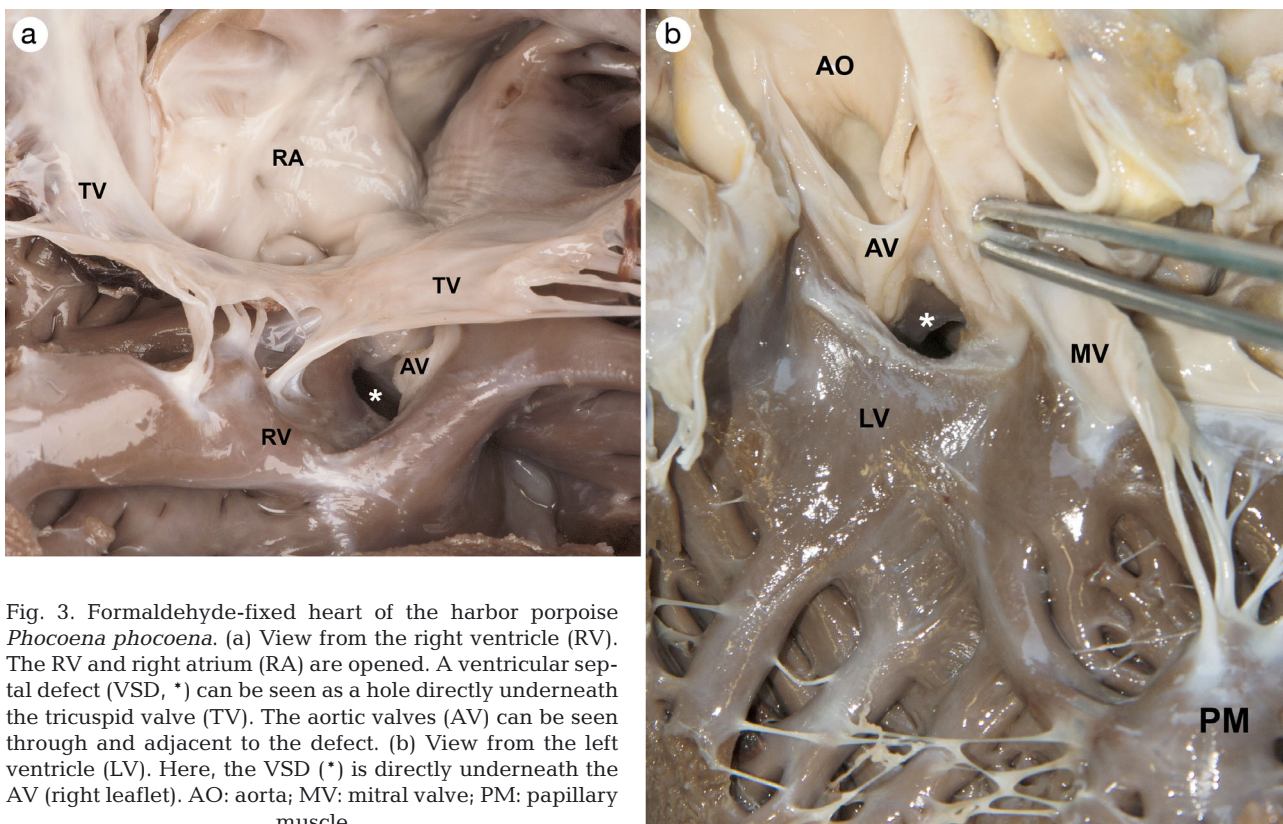 a
RA
TV
TV
AV
*
RV
b
AO
AV
*
MV
LV
PM
Fig. 3. Formaldehyde-fixed heart of the harbor porpoise
Phocoena phocoena. (a) View from the right ventricle (RV).
The RV and right atrium (RA) are opened. A ventricular sep-
tal defect (VSD, *) can be seen as a hole directly underneath
the tricuspid valve (TV). The aortic valves (AV) can be seen
through and adjacent to the defect. (b) View from the left
ventricle (LV). Here, the VSD (*) is directly underneath the
AV (right leaflet). AO: aorta; MV: mitral valve; PM: papillary
muscle